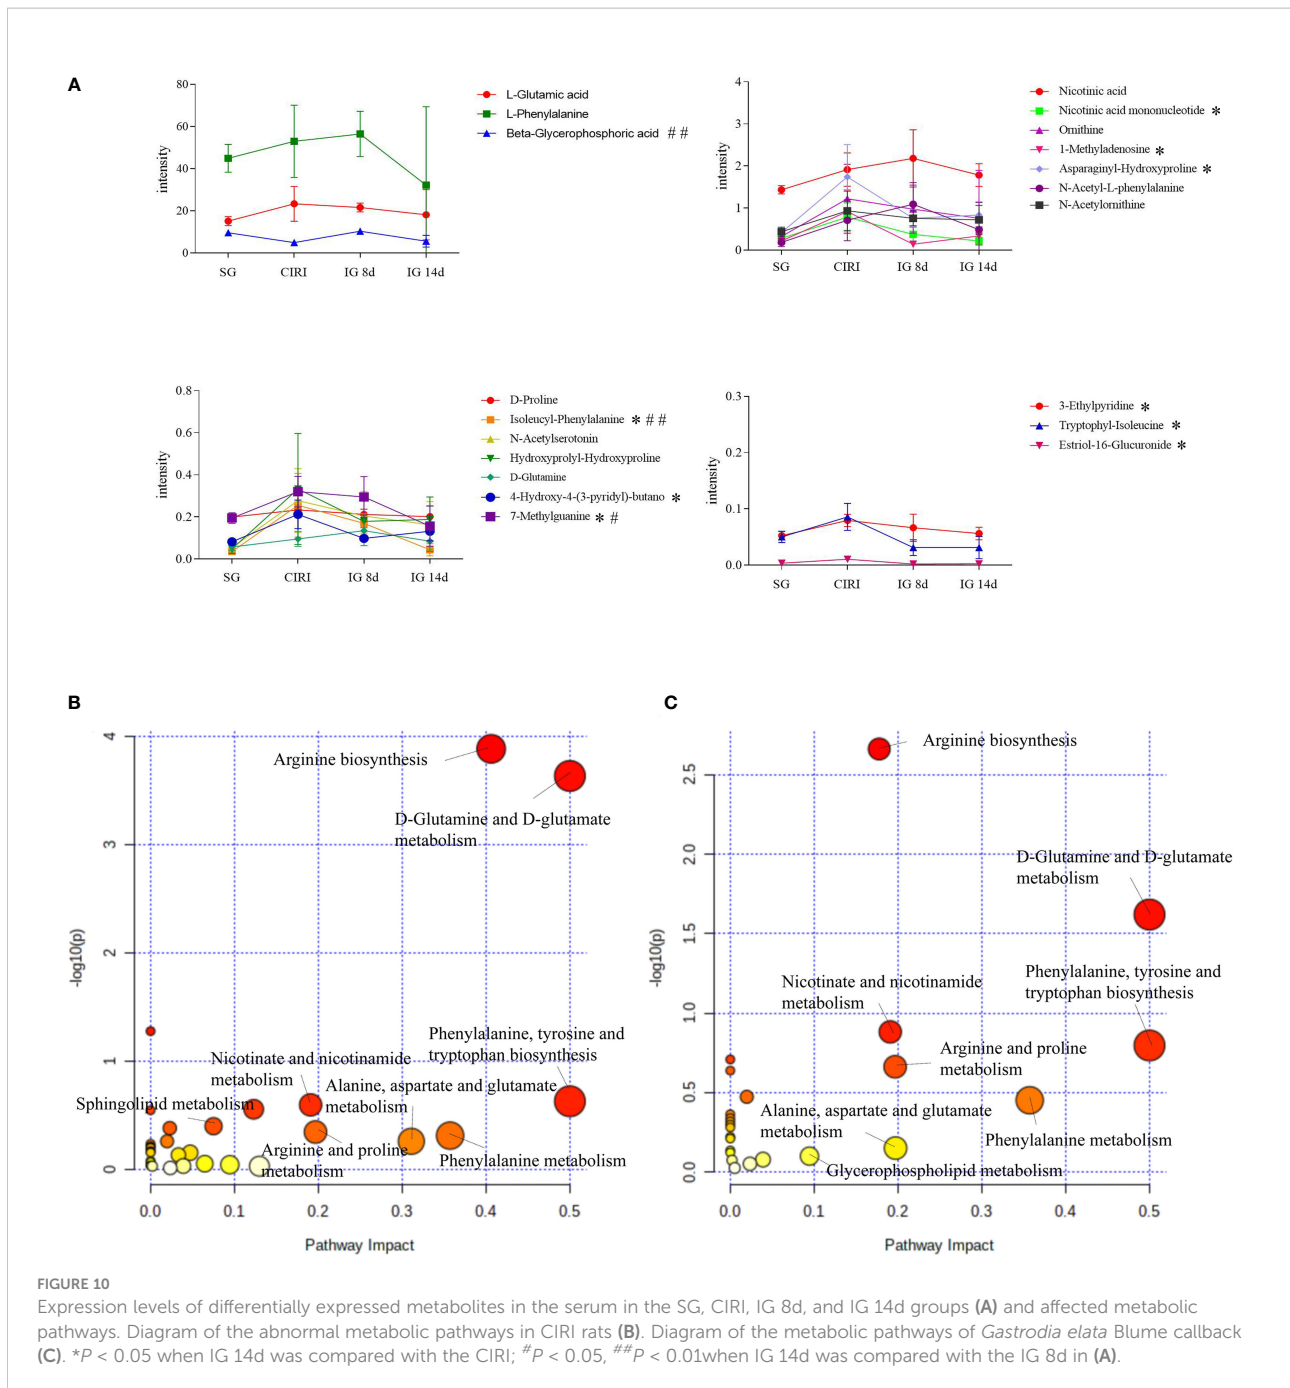 A
80
60
40
20
0
intensity
SG
CIRI
IG 8d
IG 14d
L-Glutamic acid
L-Phenylalanine
Beta-Glycerophosphoric acid # #
4
3
2
1
0
intensity
SG
CIRI
IG 8d
IG 14d
Nicotinic acid
Nicotinic acid mononucleotide *
Ornithine
1-Methyladenosine *
Asparaginyl-Hydroxyproline *
N-Acetyl-L-phenylalanine
N-Acetylornithine
0.8
0.6
0.4
0.2
0.0
intensity
SG
CIRI
IG 8d
IG 14d
D-Proline
Isoleucyl-Phenylalanine * # #
N-Acetylserotonin
Hydroxyprolyl-Hydroxyproline
D-Glutamine
4-Hydroxy-4-(3-pyridyl)-butano *
7-Methylguanine * #
0.3
0.2
0.1
0.0
intensity
SG
CIRI
IG 8d
IG 14d
3-Ethylpyridine *
Tryptophyl-Isoleucine *
Estriol-16-Glucuronide *
B
4
3
2
1
0
-log10(p)
Arginine biosynthesis
D-Glutamine and D-glutamate
metabolism
Phenylalanine, tyrosine and
tryptophan biosynthesis
Nicotinate and nicotinamide
metabolism
Alanine, aspartate and glutamate
metabolism
Sphingolipid metabolism
Arginine and proline
metabolism
Phenylalanine metabolism
0.0 0.1 0.2 0.3 0.4 0.5
Pathway Impact
C
2.5
2.0
1.5
1.0
0.5
0.0
-log10(p)
Arginine biosynthesis
D-Glutamine and D-glutamate
metabolism
Phenylalanine, tyrosine and
tryptophan biosynthesis
Nicotinate and nicotinamide
metabolism
Arginine and proline
metabolism
Alanine, aspartate and glutamate
metabolism
Phenylalanine metabolism
Glycerophospholipid metabolism
0.0 0.1 0.2 0.3 0.4 0.5
Pathway Impact
FIGURE 10
Expression levels of differentially expressed metabolites in the serum in the SG, CIRI, IG 8d, and IG 14d groups (A) and affected metabolic
pathways. Diagram of the abnormal metabolic pathways in CIRI rats (B). Diagram of the metabolic pathways of Gastrodia elata Blume callback
(C). *P < 0.05 when IG 14d was compared with the CIRI; #P < 0.05, ##P < 0.01when IG 14d was compared with the IG 8d in (A).